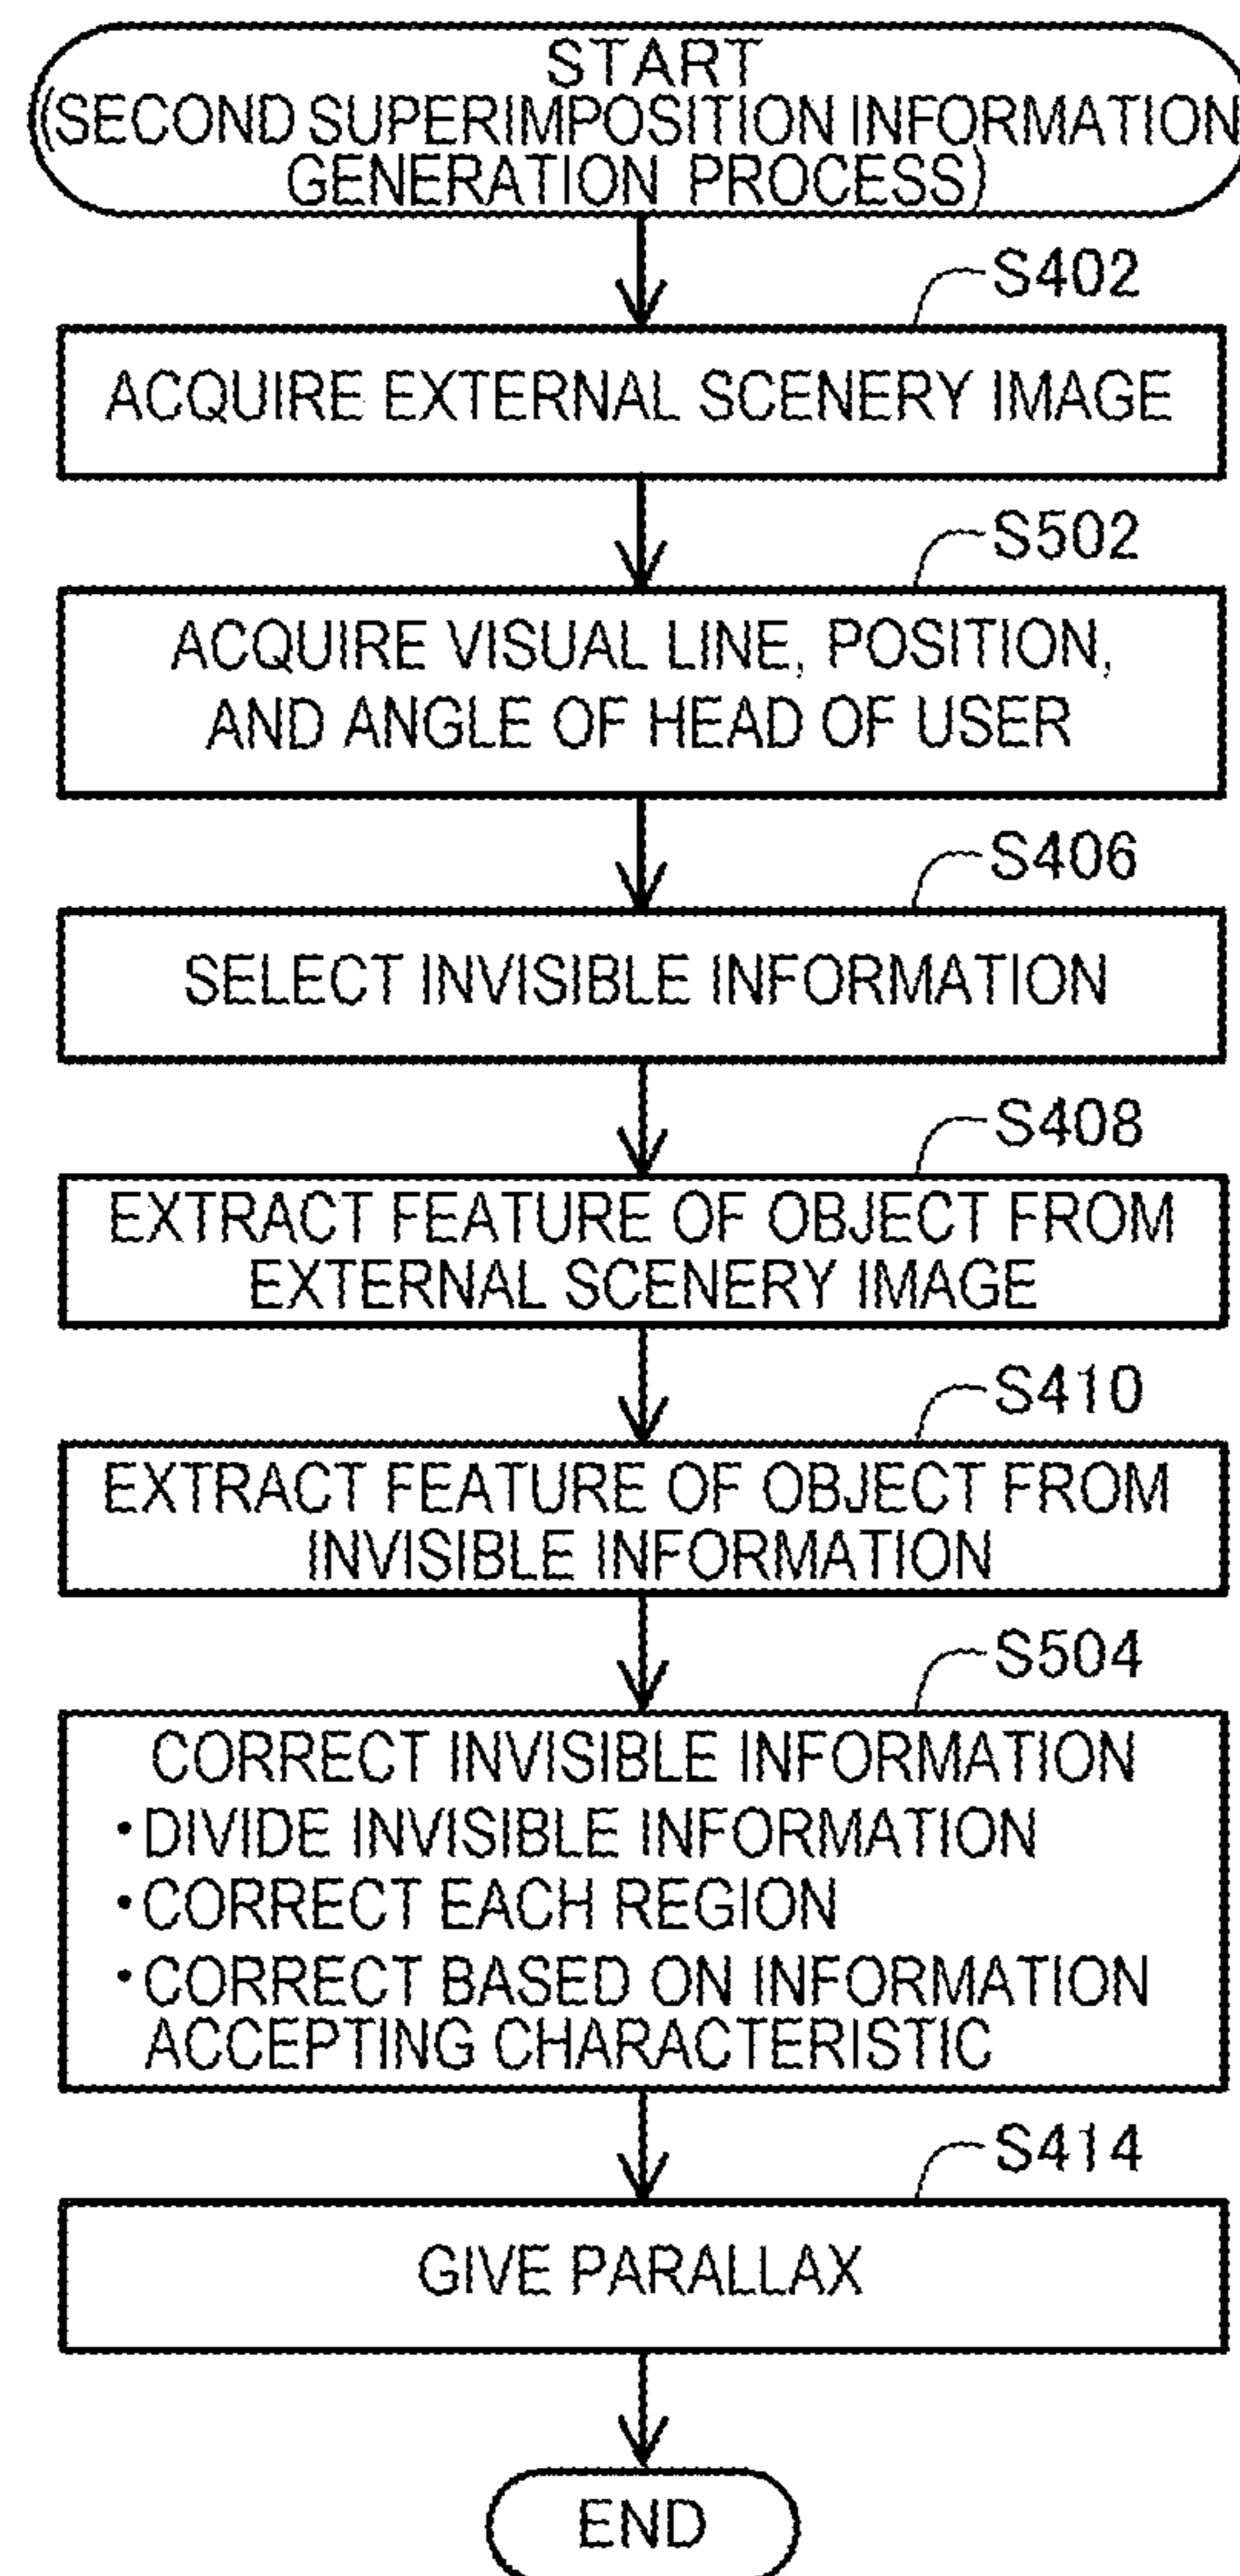 START
(SECOND SUPERIMPOSITION INFORMATION
GENERATION PROCESS)
S402
ACQUIRE EXTERNAL SCENERY IMAGE
S502
ACQUIRE VISUAL LINE, POSITION,
AND ANGLE OF HEAD OF USER
S406
SELECT INVISIBLE INFORMATION
S408
EXTRACT FEATURE OF OBJECT FROM
EXTERNAL SCENERY IMAGE
S410
EXTRACT FEATURE OF OBJECT FROM
INVISIBLE INFORMATION
S504
CORRECT INVISIBLE INFORMATION
・DIVIDE INVISIBLE INFORMATION
・CORRECT EACH REGION
・CORRECT BASED ON INFORMATION
ACCEPTING CHARACTERISTIC
S414
GIVE PARALLAX
END